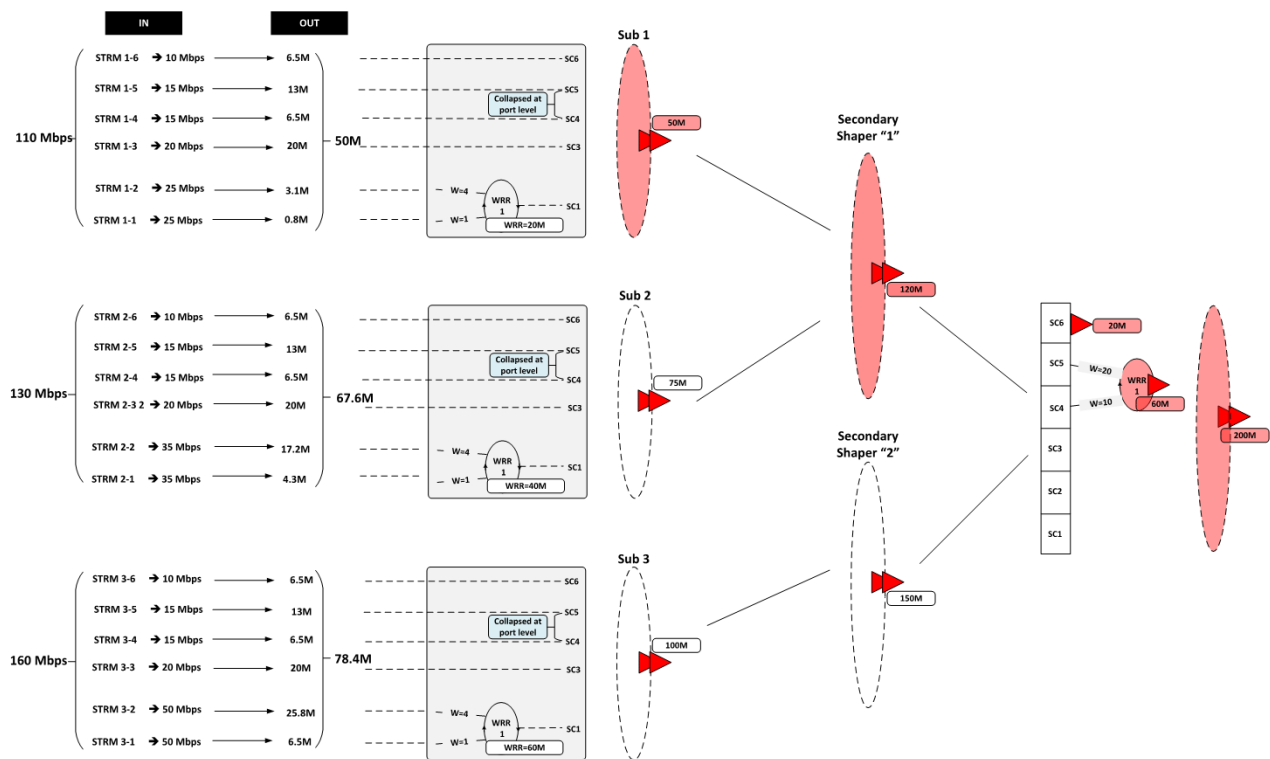 IN OUT
Sub 1
STRM 1-6 ➔ 10 Mbps 6.5M SC6
STRM 1-5 ➔ 15 Mbps 13M SC5
Collapsed at
port level
STRM 1-4 ➔ 15 Mbps 6.5M SC4
50M
110 Mbps
50M
STRM 1-3 ➔ 20 Mbps 20M SC3
STRM 1-2 ➔ 25 Mbps 3.1M W=4
WRR
1
SC1
STRM 1-1 ➔ 25 Mbps 0.8M W=1
WRR=20M
Secondary
Shaper “1”
120M
Sub 2
STRM 2-6 ➔ 10 Mbps 6.5M SC6
STRM 2-5 ➔ 15 Mbps 13M SC5
Collapsed at
port level
STRM 2-4 ➔ 15 Mbps 6.5M SC4
75M
130 Mbps
67.6M
STRM 2-3 2 ➔ 20 Mbps 20M SC3
STRM 2-2 ➔ 35 Mbps 17.2M W=4
WRR
1
SC1
STRM 2-1 ➔ 35 Mbps 4.3M W=1
WRR=40M
SC6
20M
SC5
W=20
WRR
1
SC4
W=10
60M
SC3
200M
SC2
SC1
Secondary
Shaper “2”
150M
Sub 3
STRM 3-6 ➔ 10 Mbps 6.5M SC6
STRM 3-5 ➔ 15 Mbps 13M SC5
Collapsed at
port level
STRM 3-4 ➔ 15 Mbps 6.5M SC4
100M
160 Mbps
78.4M
STRM 3-3 ➔ 20 Mbps 20M SC3
STRM 3-2 ➔ 50 Mbps 25.8M W=4
WRR
1
SC1
STRM 3-1 ➔ 50 Mbps 6.5M W=1
WRR=60M